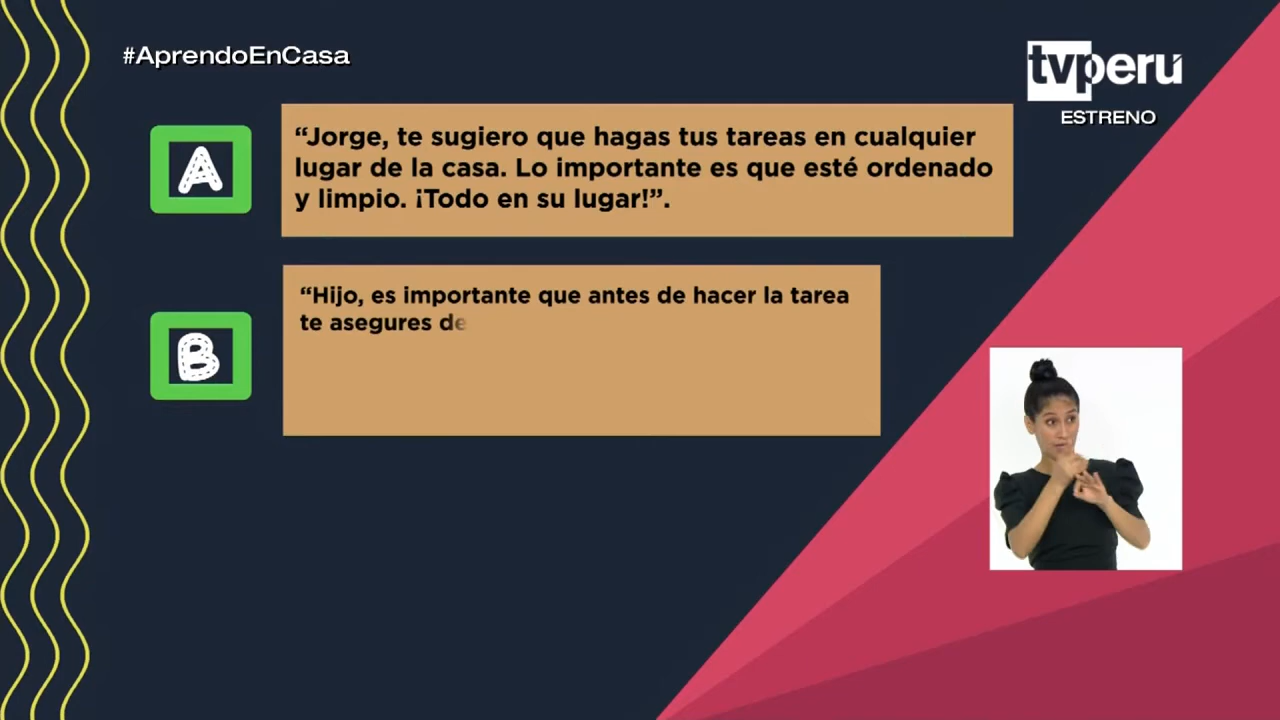 #AprendoEnCasa
tvperú
ESTRENO
A
“Jorge, te sugiero que hagas tus tareas en cualquier
lugar de la casa. Lo importante es que esté ordenado
y limpio. ¡Todo en su lugar!”.
B
“Hijo, es importante que antes de hacer la tarea
te asegures de